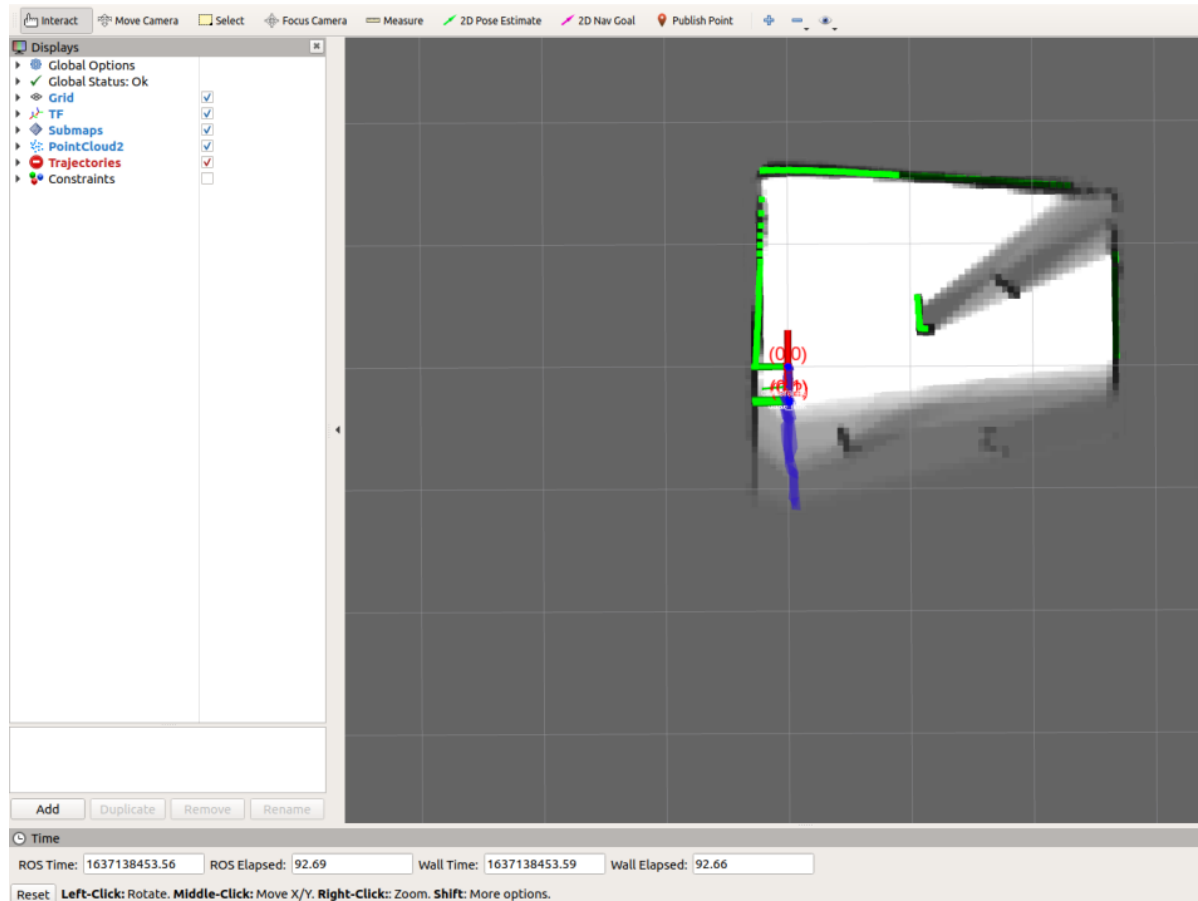 Interact Move Camera Select Focus Camera Measure 2D Pose Estimate 2D Nav Goal Publish Point
Displays
Global Options
Global Status: Ok
Grid
TF
Submaps
PointCloud2
Trajectories
Constraints
(0,0)
Add Duplicate Remove Rename
Time
ROS Time: 1637138453.56 ROS Elapsed: 92.69 Wall Time: 1637138453.59 Wall Elapsed: 92.66
Reset Left-Click: Rotate. Middle-Click: Move X/Y. Right-Click:: Zoom. Shift: More options.